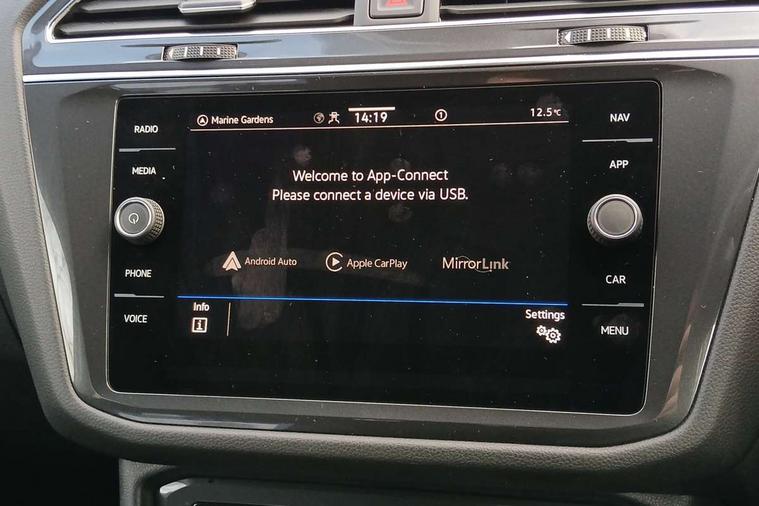 RADIO
MEDIA
PHONE
VOICE
Marine Gardens 14:19 1 12.5°C
Welcome to App-Connect
Please connect a device via USB.
Android Auto Apple CarPlay MirrorLink
Info Settings
i
NAV
APP
CAR
MENU